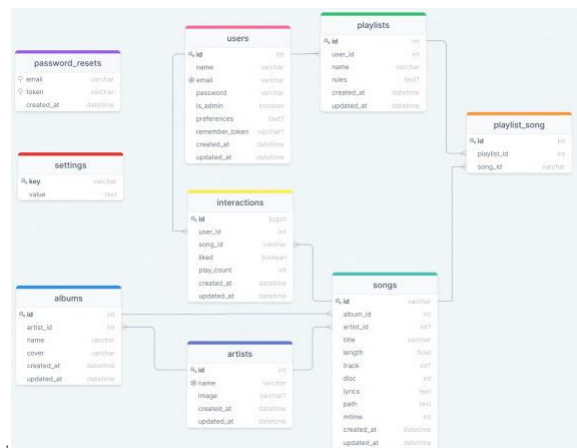 password_resets
email varchar
token varchar
created_at datetime
settings
key varchar
value text
users
id int
name varchar
email varchar
password varchar
is_admin boolean
preferences text?
remember_token varchar?
created_at datetime
updated_at datetime
playlists
id int
user_id int
name varchar
rules text?
created_at datetime
updated_at datetime
playlist_song
id int
playlist_id int
song_id varchar
interactions
id bigint
user_id int
song_id varchar
liked boolean
play_count int
created_at datetime
updated_at datetime
albums
id int
artist_id int
name varchar
cover varchar
created_at datetime
updated_at datetime
artists
id int
name varchar
image varchar?
created_at datetime
updated_at datetime
songs
id varchar
album_id int
artist_id int?
title varchar
length float
track int?
disc int
lyrics text
path text
mtime int
created_at datetime
updated_at datetime